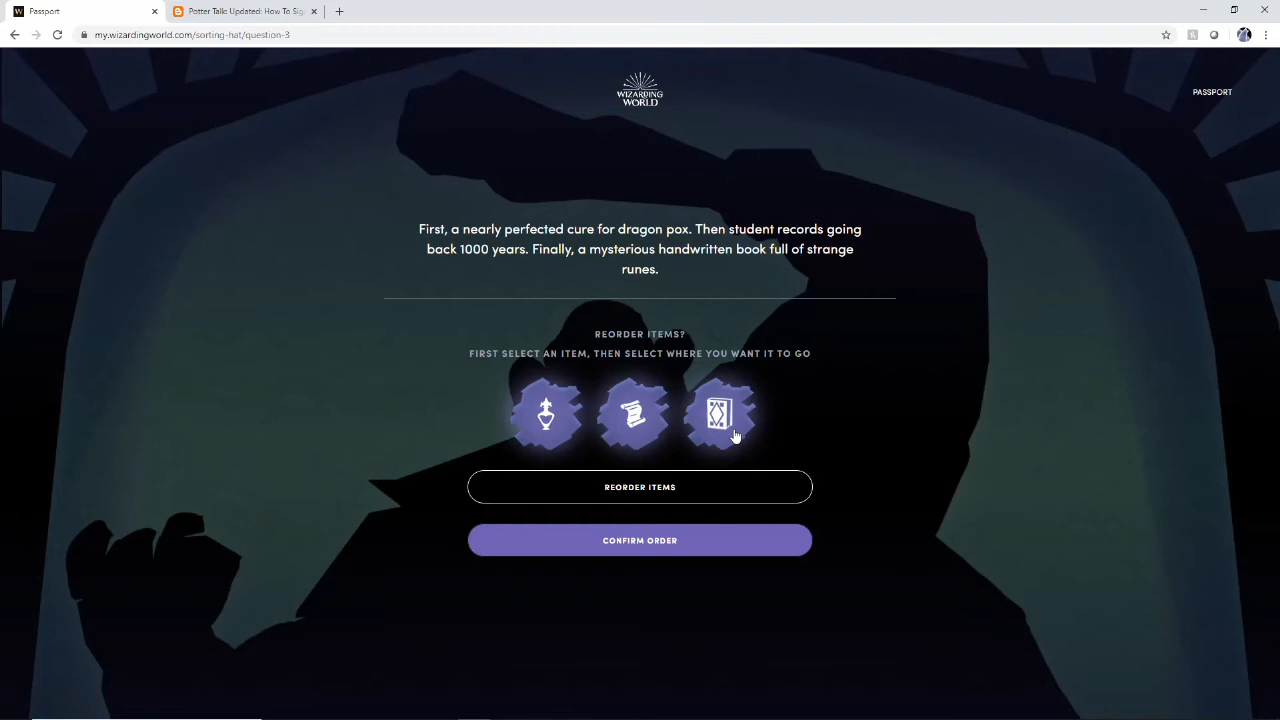 Passport
Potter Talk: Updated: How To Sig
my.wizardingworld.com/sorting-hat/question-3
WIZARDING
WORLD
PASSPORT
First, a nearly perfected cure for dragon pox. Then student records going
back 1000 years. Finally, a mysterious handwritten book full of strange
runes.
REORDER ITEMS?
FIRST SELECT AN ITEM, THEN SELECT WHERE YOU WANT IT TO GO
REORDER ITEMS
CONFIRM ORDER